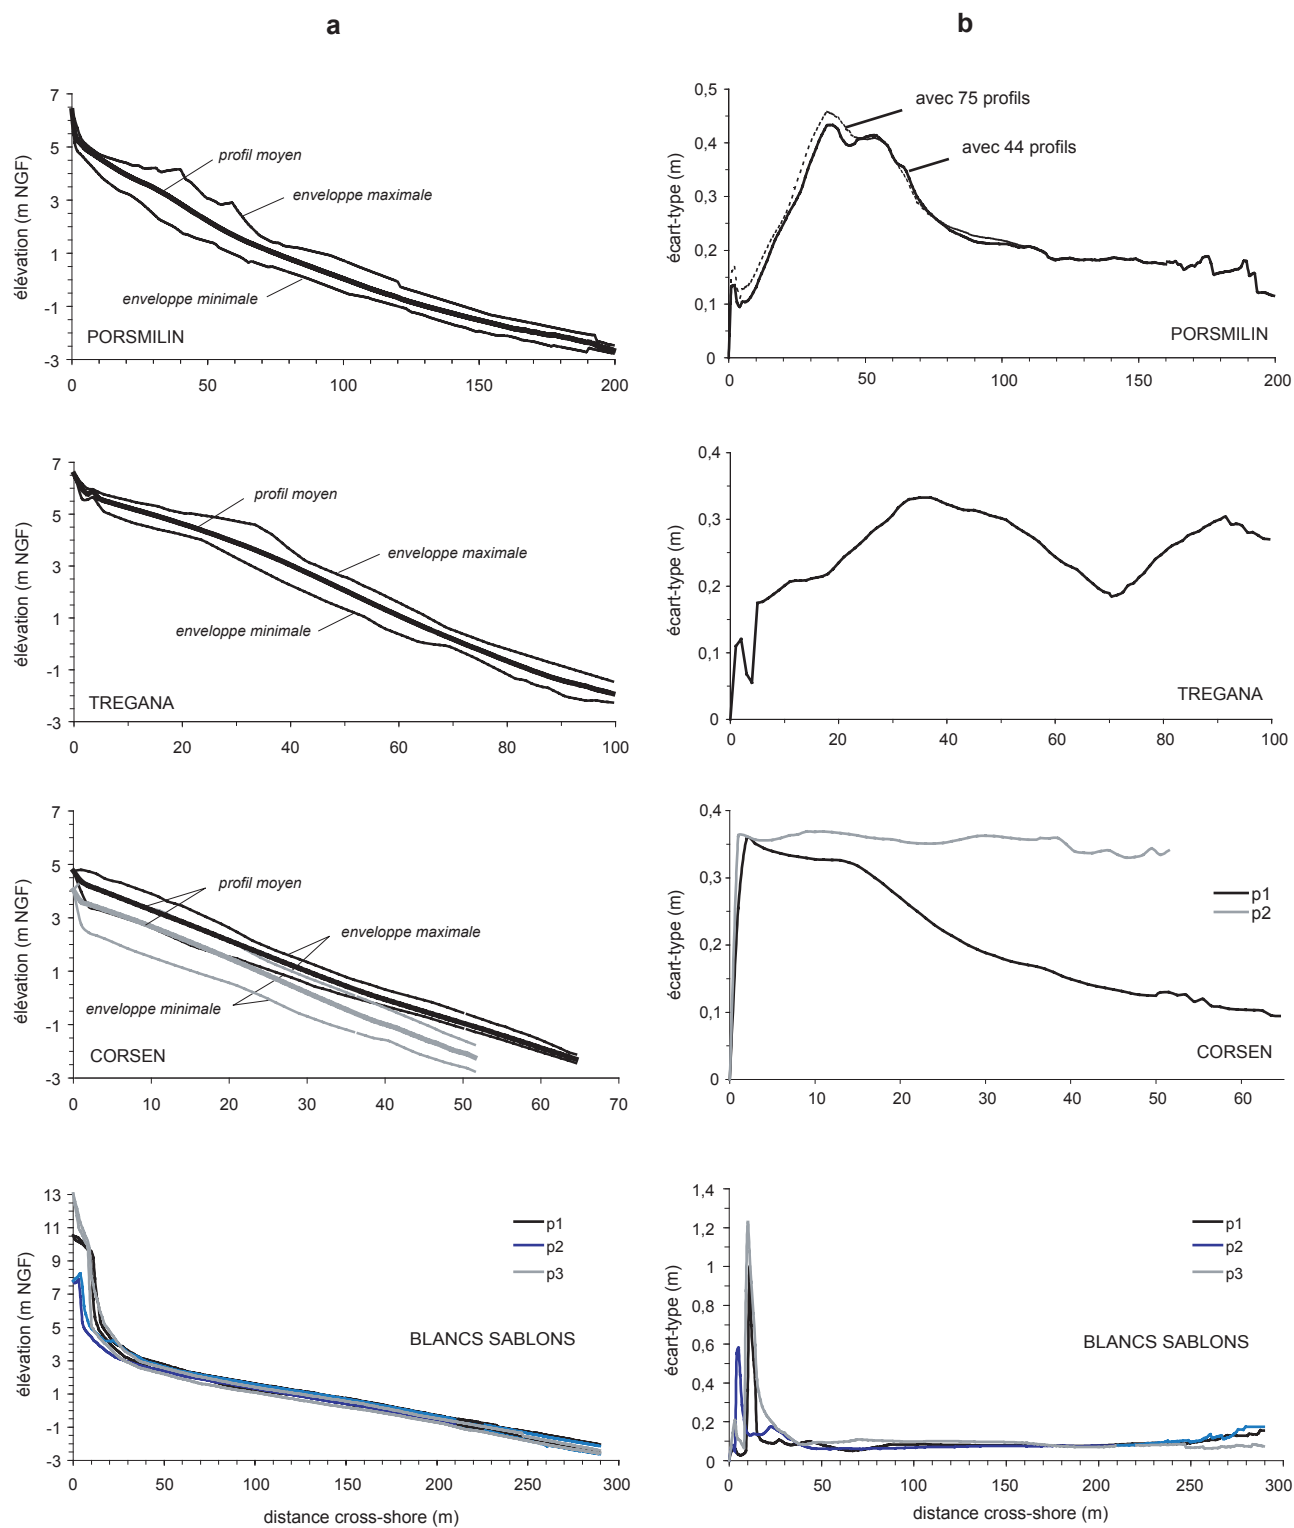 a
b
7
5
3
1
-1
-3
élévation (m NGF)
profil moyen
enveloppe maximale
enveloppe minimale
PORSMILIN
0 50 100 150 200
0,5
0,4
0,3
0,2
0,1
0
écart-type (m)
avec 75 profils
avec 44 profils
PORSMILIN
0 50 100 150 200
7
5
3
1
-1
-3
élévation (m NGF)
profil moyen
enveloppe maximale
enveloppe minimale
TREGANA
0 20 40 60 80 100
0,4
0,3
0,2
0,1
0
écart-type (m)
TREGANA
0 20 40 60 80 100
7
5
3
1
-1
-3
élévation (m NGF)
profil moyen
enveloppe maximale
enveloppe minimale
CORSEN
0 10 20 30 40 50 60 70
0,4
0,3
0,2
0,1
0
écart-type (m)
p1
p2
CORSEN
0 10 20 30 40 50 60
13
11
9
7
5
3
1
-1
-3
élévation (m NGF)
p1
p2
p3
BLANCS SABLONS
0 50 100 150 200 250 300
distance cross-shore (m)
1,4
1,2
1
0,8
0,6
0,4
0,2
0
écart-type (m)
p1
p2
p3
BLANCS SABLONS
0 50 100 150 200 250 300
distance cross-shore (m)